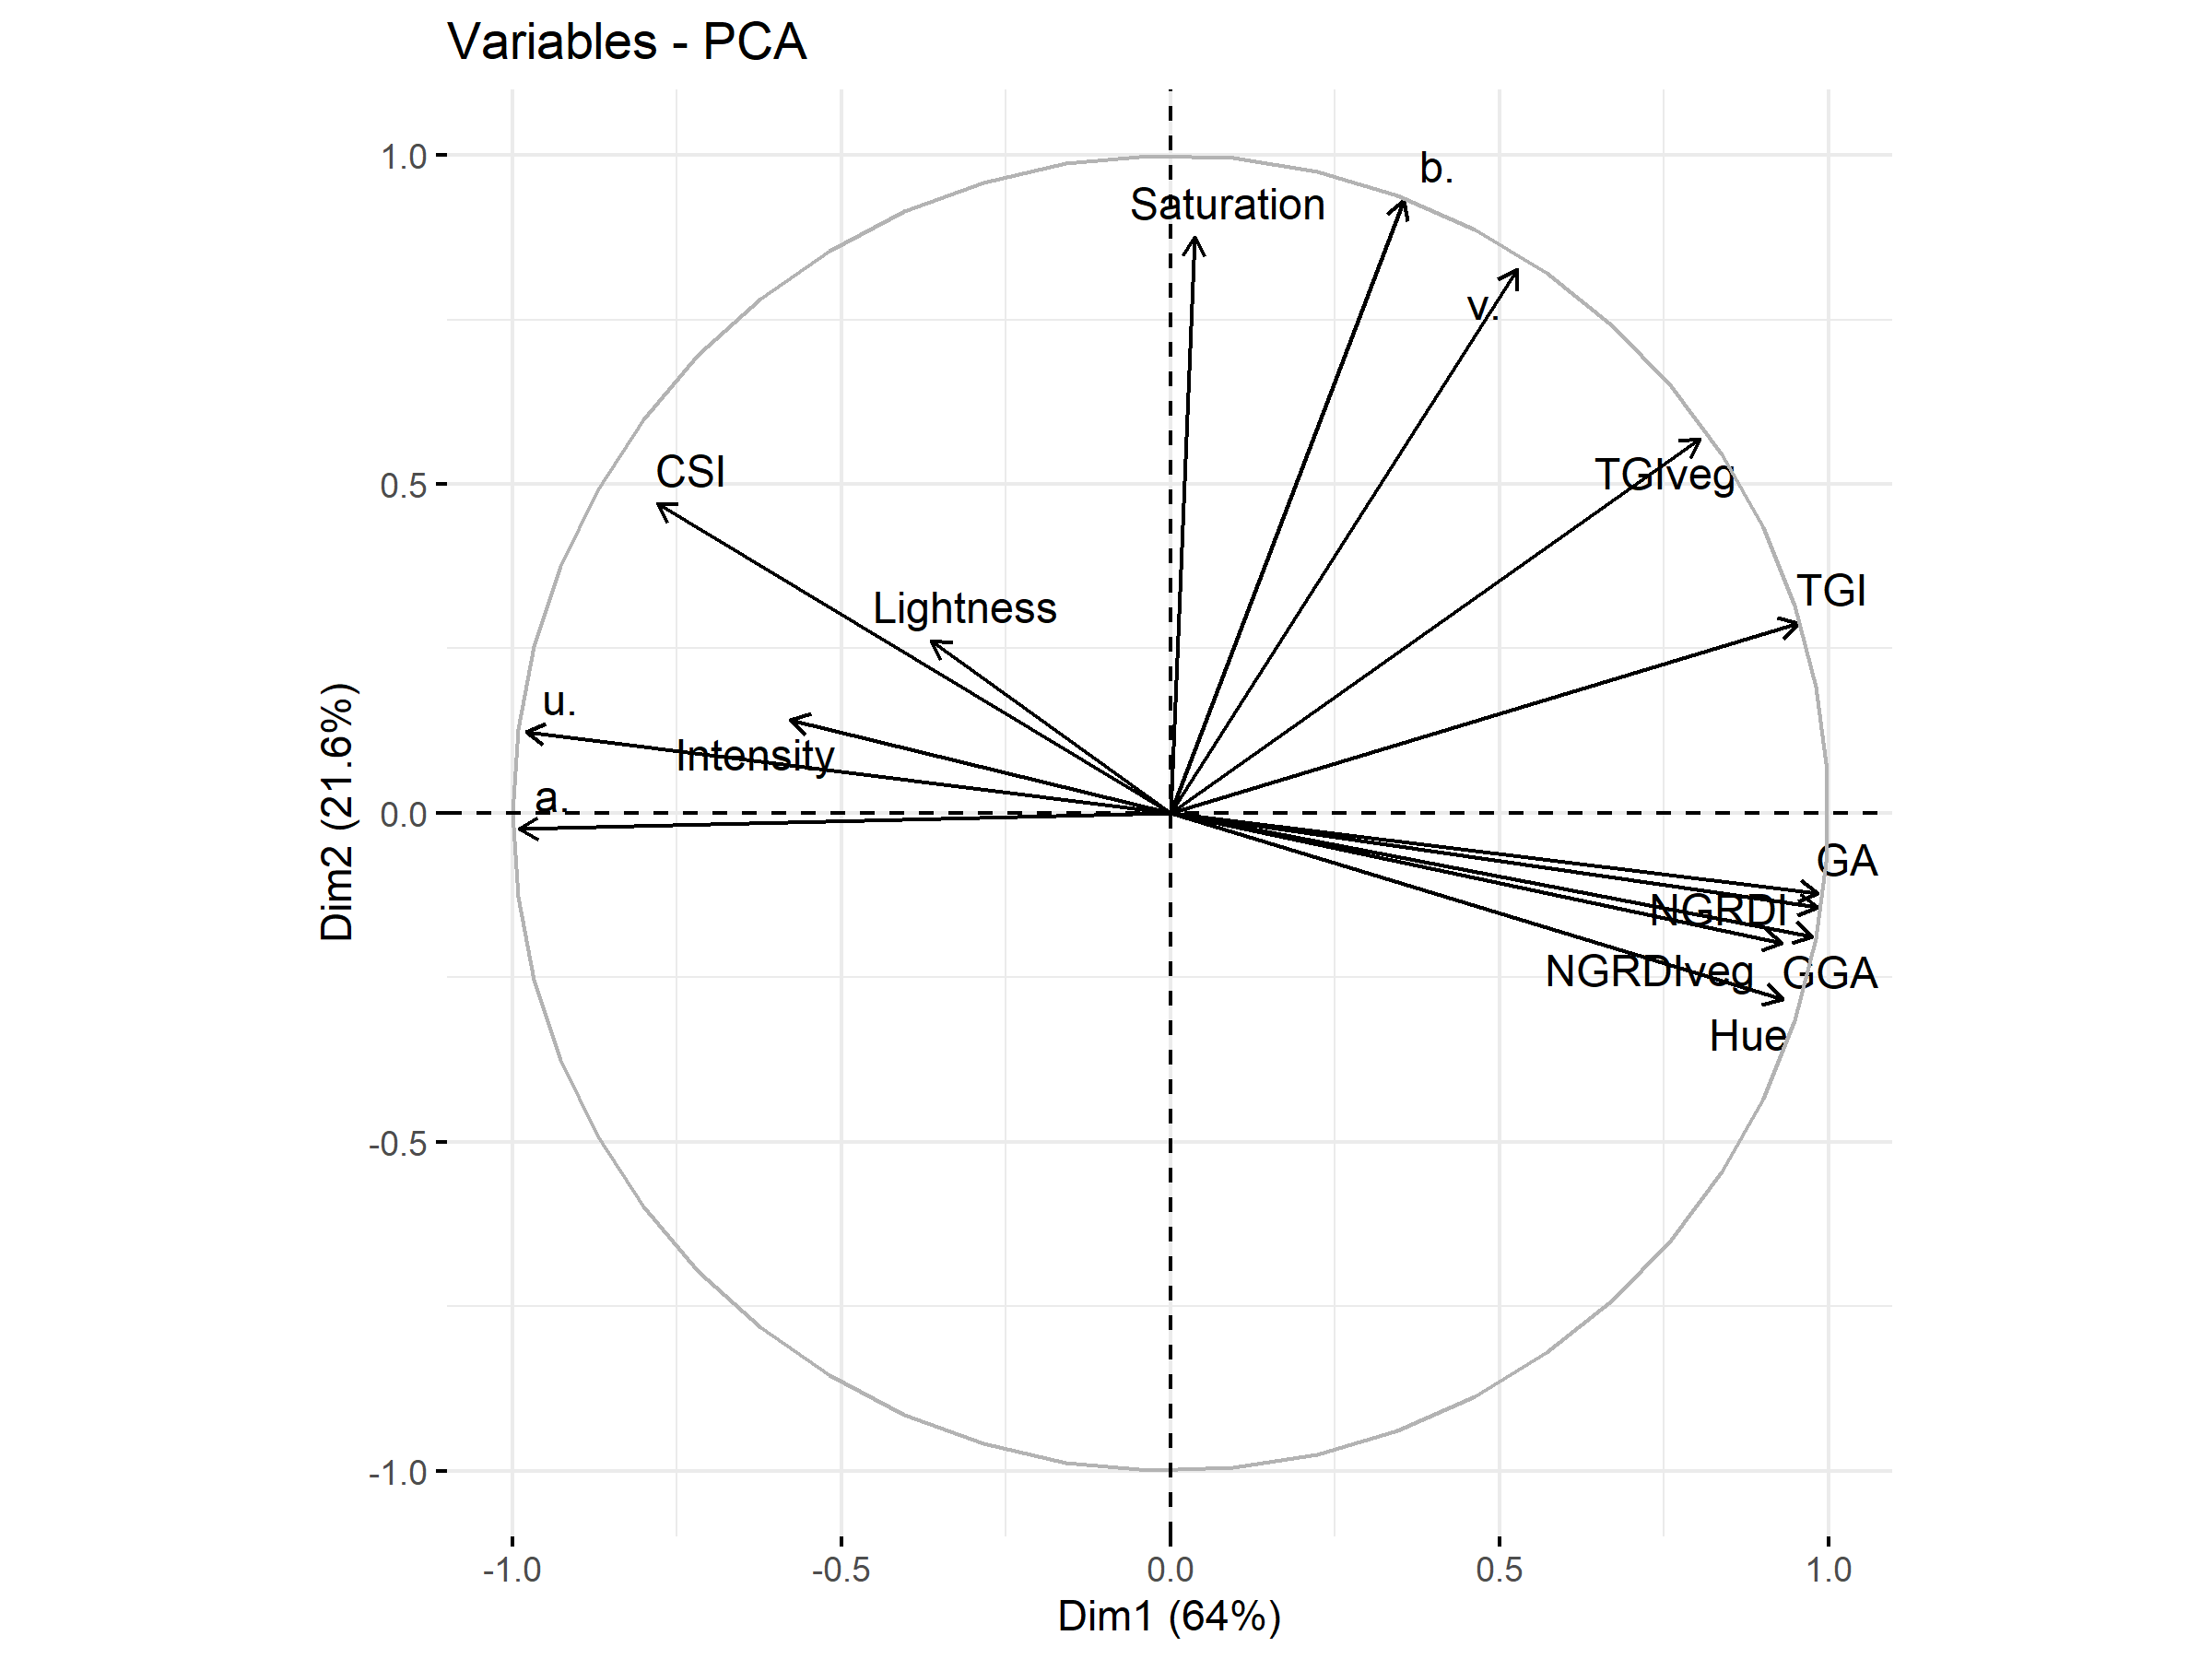 Variables - PCA
b.
Saturation
v.
CSI
TGIveg
TGI
Lightness
u.
Intensity
a.
GA
NGRDI
NGRDIveg
GGA
Hue
1.0
0.5
0.0
-0.5
-1.0
Dim2 (21.6%)
-1.0 -0.5 0.0 0.5 1.0
Dim1 (64%)